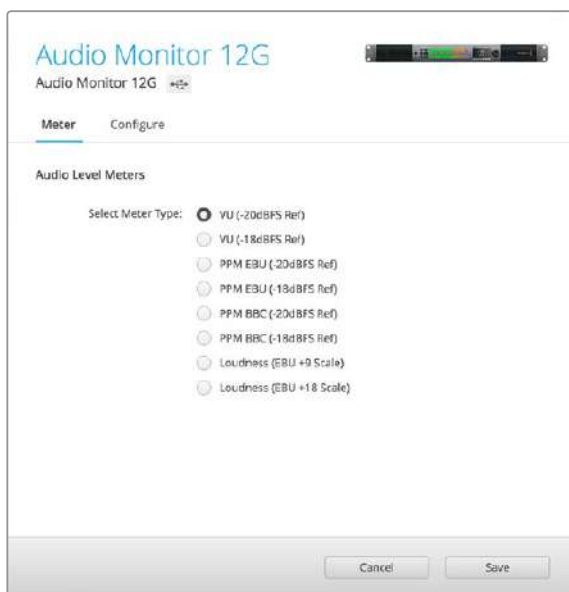 Audio Monitor 12G
Audio Monitor 12G
Meter Configure
Audio Level Meters
Select Meter Type: VU (-20dBFS Ref)
VU (-18dBFS Ref)
PPM EBU (-20dBFS Ref)
PPM EBU (-18dBFS Ref)
PPM BBC (-20dBFS Ref)
PPM BBC (-18dBFS Ref)
Loudness (EBU +9 Scale)
Loudness (EBU +18 Scale)
Cancel Save